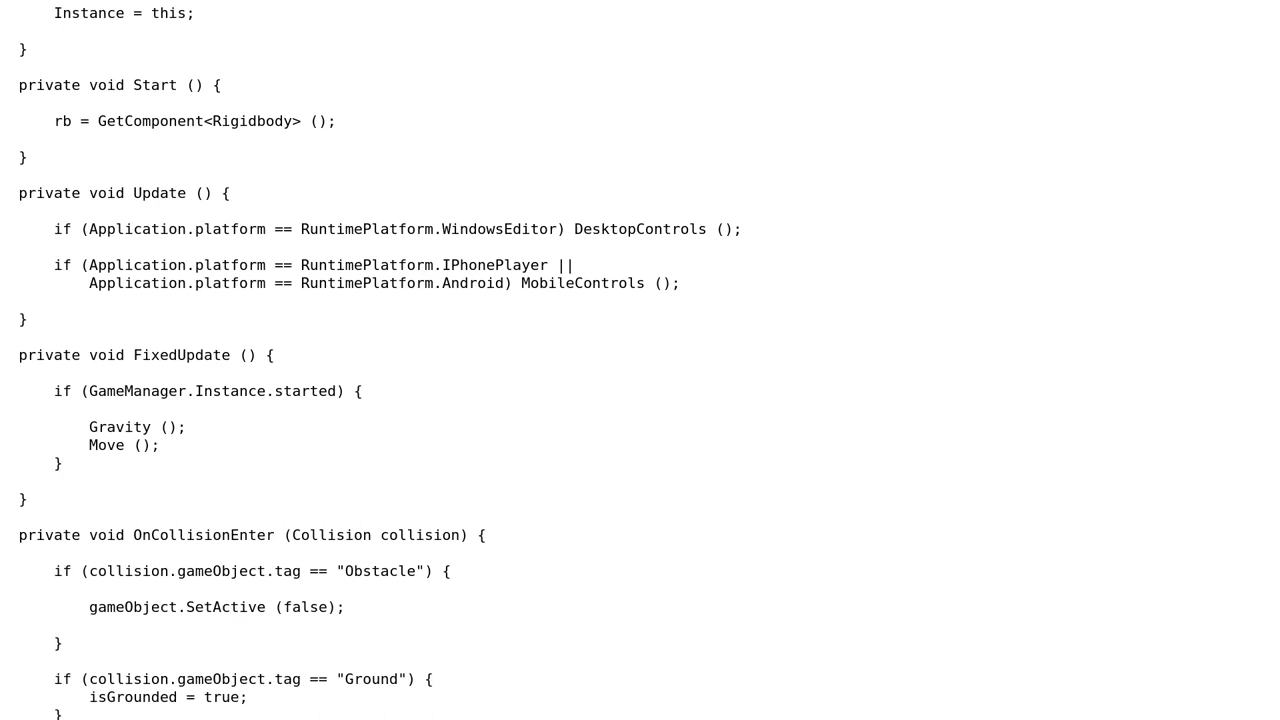 Instance = this;

}

private void Start () {

    rb = GetComponent<Rigidbody> ();

}

private void Update () {

    if (Application.platform == RuntimePlatform.WindowsEditor) DesktopControls ();

    if (Application.platform == RuntimePlatform.IPhonePlayer ||
        Application.platform == RuntimePlatform.Android) MobileControls ();

}

private void FixedUpdate () {

    if (GameManager.Instance.started) {

        Gravity ();
        Move ();
    }

}

private void OnCollisionEnter (Collision collision) {

    if (collision.gameObject.tag == "Obstacle") {

        gameObject.SetActive (false);

    }

    if (collision.gameObject.tag == "Ground") {
        isGrounded = true;
    }